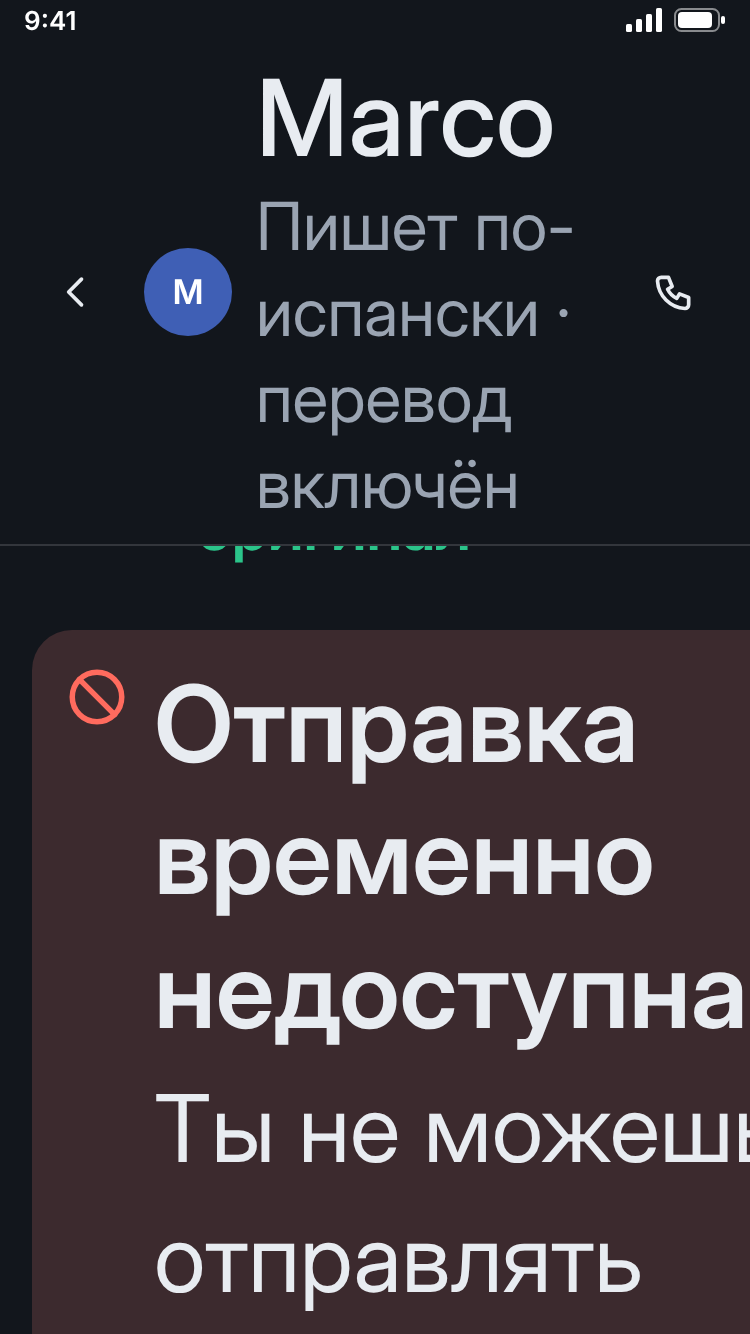 9:41
Marco
Пишет по-
испански ·
перевод
включён
M
Отправка
временно
недоступна
Ты не можешь
отправлять